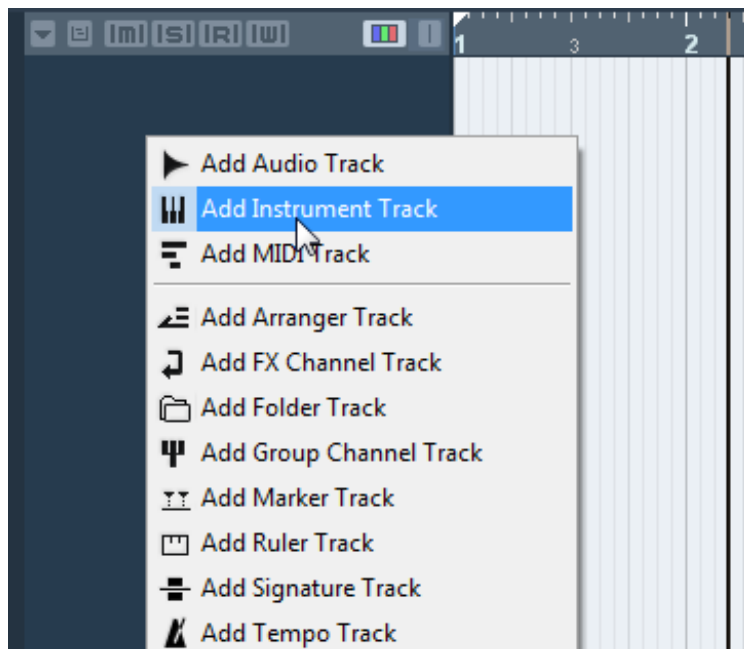 m S R W
1 3 2
Add Audio Track
Add Instrument Track
Add MIDI Track
Add Arranger Track
Add FX Channel Track
Add Folder Track
Add Group Channel Track
Add Marker Track
Add Ruler Track
Add Signature Track
Add Tempo Track